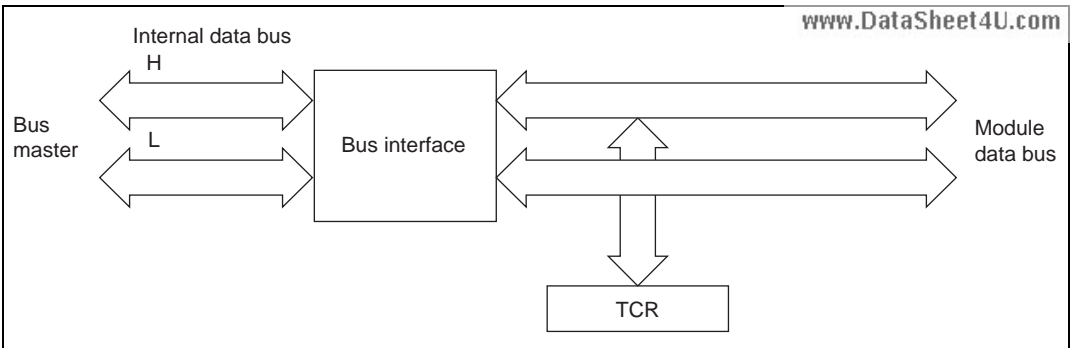 www.DataSheet4U.com
Internal data bus
H
Bus
master
L
Bus interface
Module
data bus
TCR